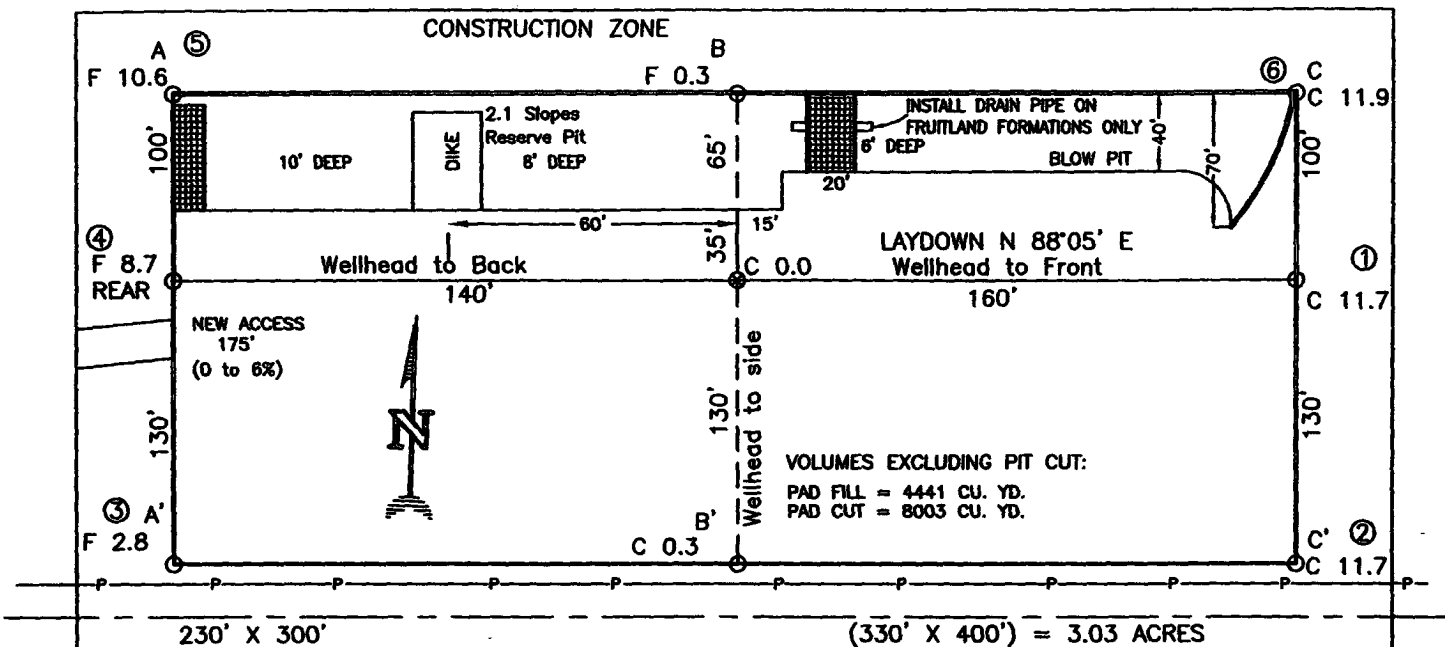 CONSTRUCTION ZONE
A ⑤
B
⑥ C
F 10.6
F 0.3
C 11.9
2.1 Slopes
Reserve Pit
8' DEEP
10' DEEP
DIKE
100'
65'
INSTALL DRAIN PIPE ON
FRUITLAND FORMATIONS ONLY
6' DEEP
BLOW PIT
40'
70'
100'
20'
60'
15'
35'
④
F 8.7
REAR
Wellhead to Back
140'
C 0.0
LAYDOWN N 88°05' E
Wellhead to Front
160'
①
C 11.7
NEW ACCESS
175'
(0 to 6%)
N
130'
130'
Wellhead to side
130'
VOLUMES EXCLUDING PIT CUT:
PAD FILL = 4441 CU. YD.
PAD CUT = 8003 CU. YD.
③ A'
F 2.8
B'
C 0.3
C' ②
C 11.7
P P P P P P P P P P
230' X 300'
(330' X 400') = 3.03 ACRES